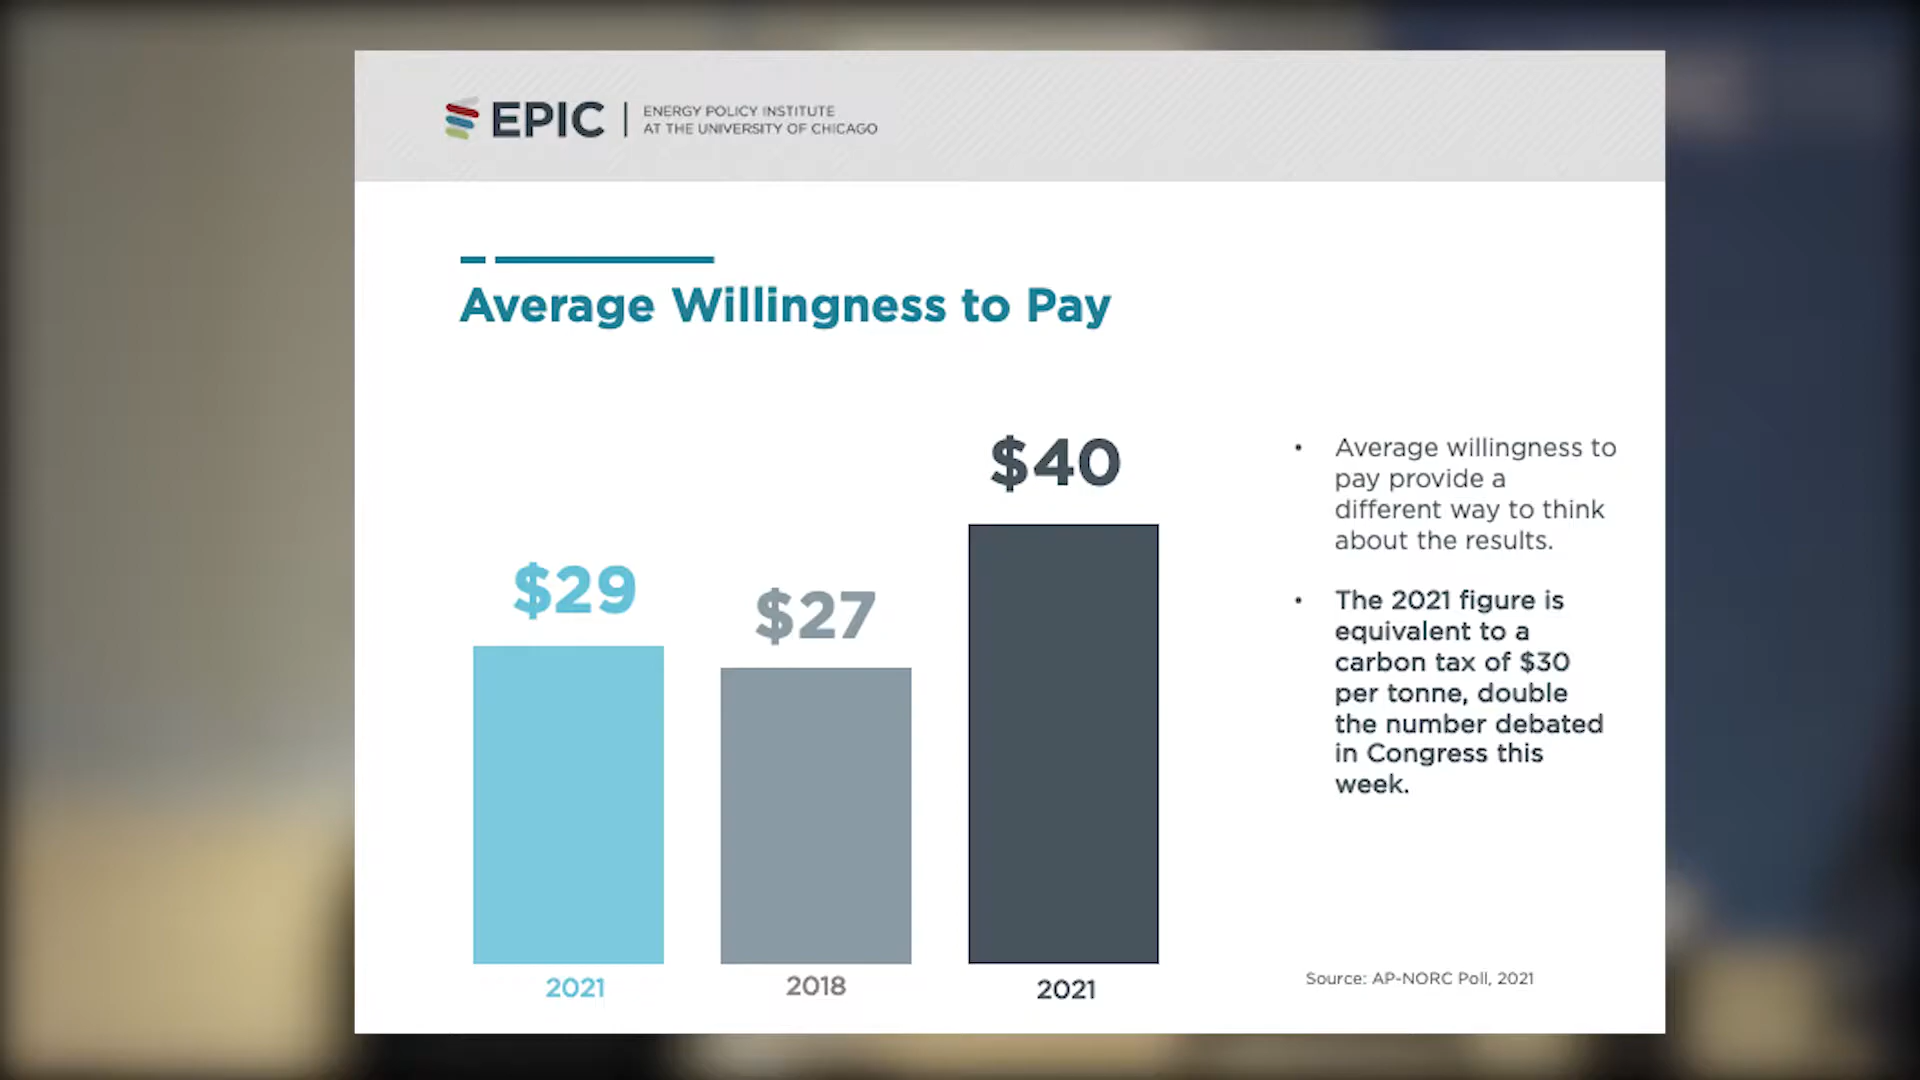 EPIC
ENERGY POLICY INSTITUTE
AT THE UNIVERSITY OF CHICAGO
Average Willingness to Pay
$29
$27
$40
2021
2018
2021
• Average willingness to
pay provide a
different way to think
about the results.
• The 2021 figure is
equivalent to a
carbon tax of $30
per tonne, double
the number debated
in Congress this
week.
Source: AP-NORC Poll, 2021